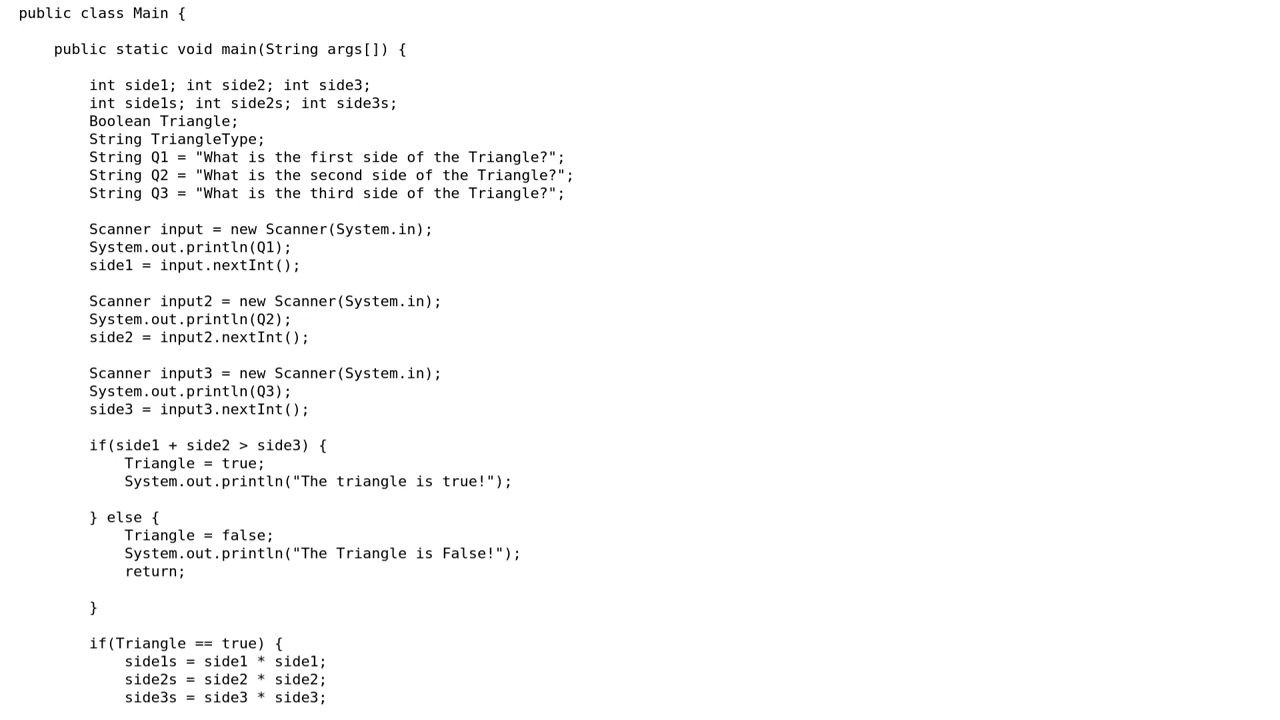 public class Main {
public static void main(String args[]) {
int side1; int side2; int side3;
int side1s; int side2s; int side3s;
Boolean Triangle;
String TriangleType;
String Q1 = "What is the first side of the Triangle?";
String Q2 = "What is the second side of the Triangle?";
String Q3 = "What is the third side of the Triangle?";
Scanner input = new Scanner(System.in);
System.out.println(Q1);
side1 = input.nextInt();
Scanner input2 = new Scanner(System.in);
System.out.println(Q2);
side2 = input2.nextInt();
Scanner input3 = new Scanner(System.in);
System.out.println(Q3);
side3 = input3.nextInt();
if(side1 + side2 > side3) {
Triangle = true;
System.out.println("The triangle is true!");
} else {
Triangle = false;
System.out.println("The Triangle is False!");
return;
}
if(Triangle == true) {
side1s = side1 * side1;
side2s = side2 * side2;
side3s = side3 * side3;